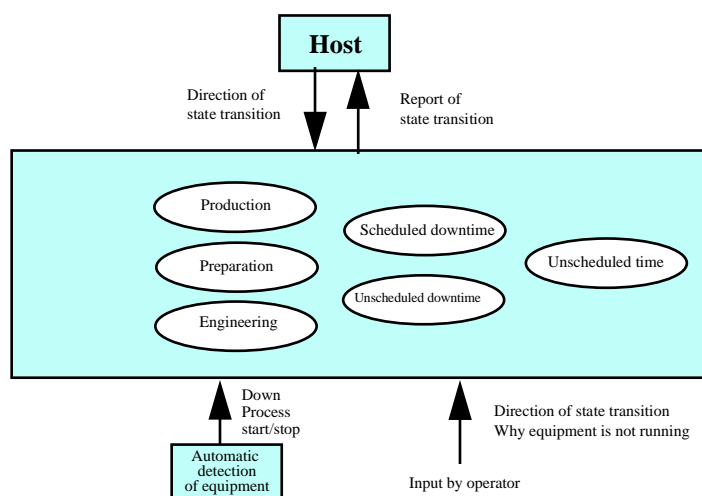 Host
Direction of
state transition
Report of
state transition
Production
Scheduled downtime
Unscheduled time
Preparation
Unscheduled downtime
Engineering
Down
Process
start/stop
Direction of state transition
Why equipment is not running
Automatic
detection
of equipment
Input by operator